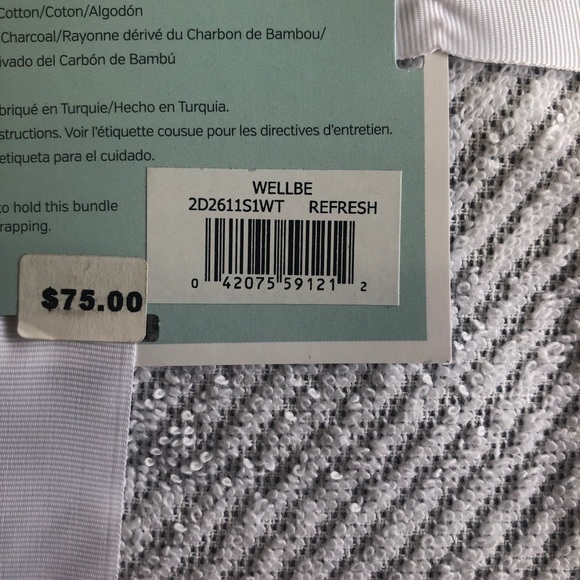 Cotton/Coton/Algodón
Charcoal/Rayonne dérivé du Charbon de Bambou/
ivado del Carbón de Bambú
briqué en Turquie/Hecho en Turquia.
structions. Voir l'étiquette cousue pour les directives d'entretien.
etiqueta para el cuidado.
to hold this bundle
rapping.
WELLBE
2D2611S1WT REFRESH
0 42075 59121 2
$75.00